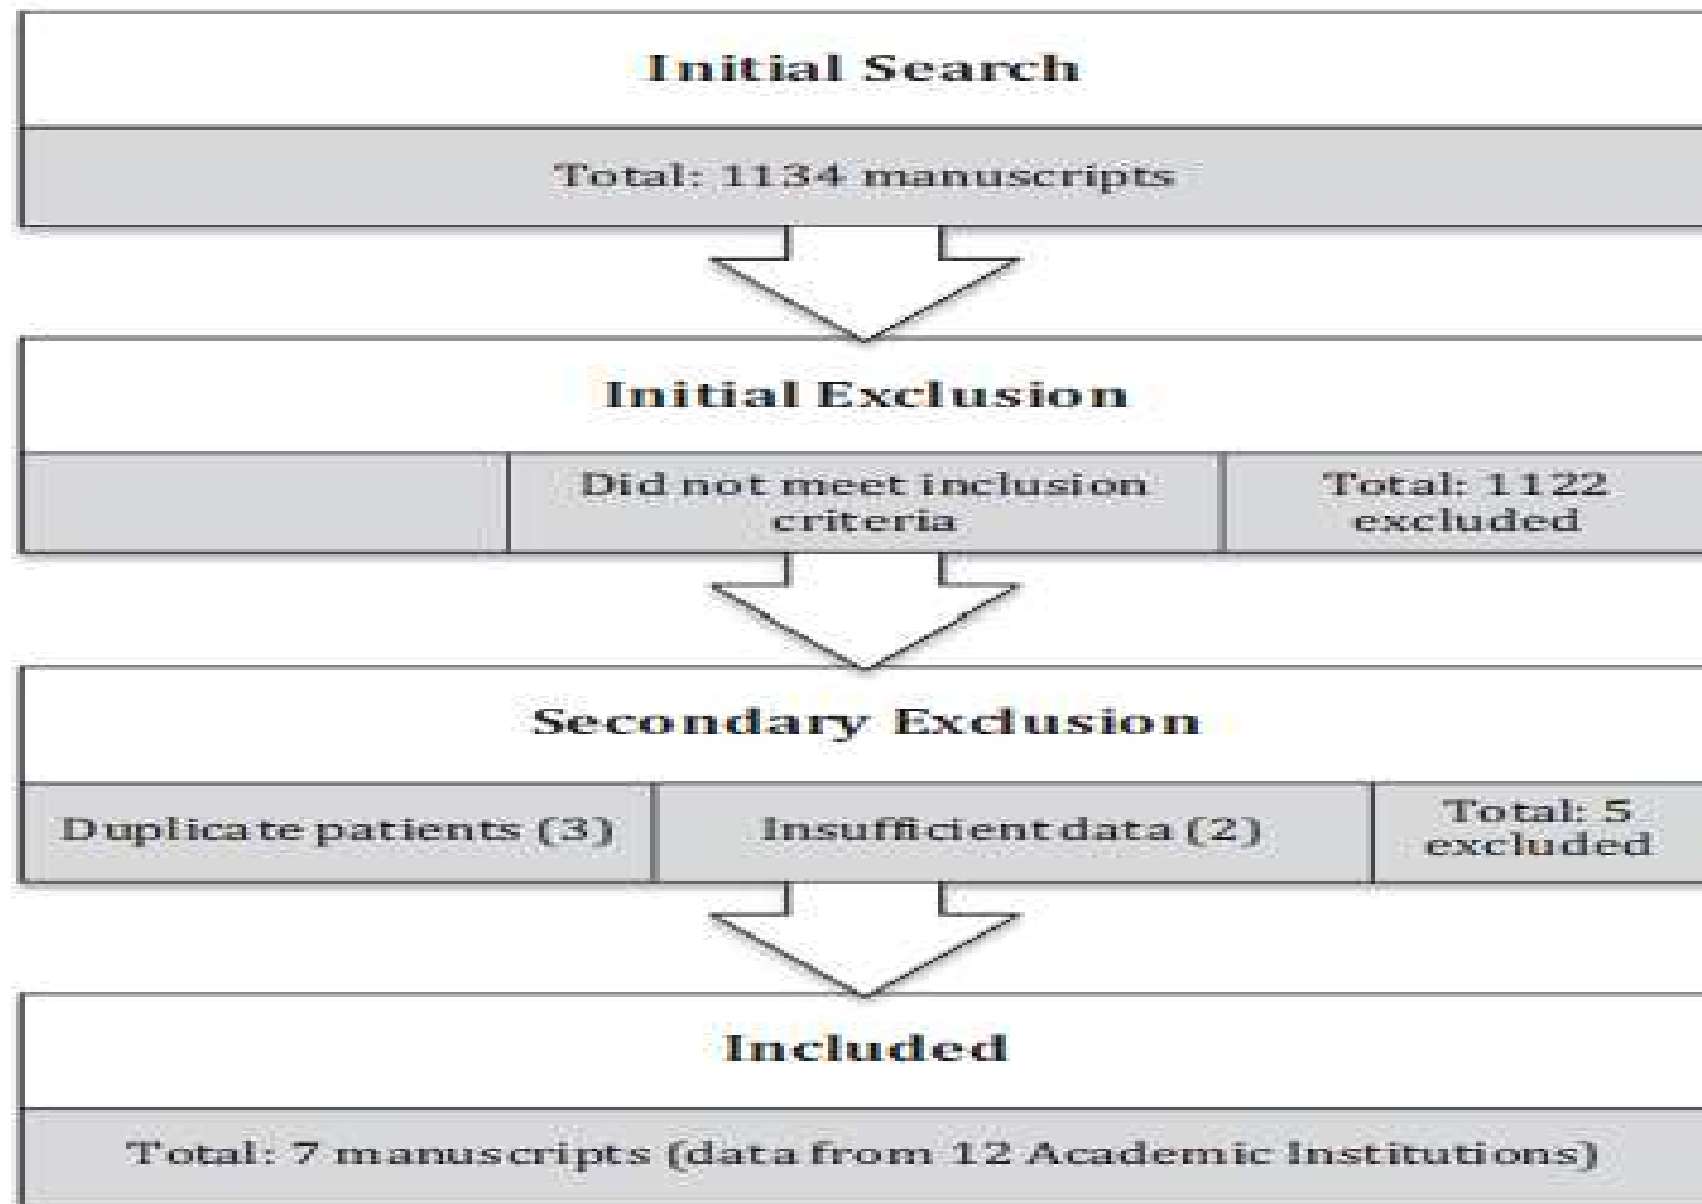 Initial Search
Total: 1134 manuscripts
Initial Exclusion
Did not meet inclusion
criteria
Total: 1122
excluded
Secondary Exclusion
Duplicate patients (3)
Insufficient data (2)
Total: 5
excluded
Included
Total: 7 manuscripts (data from 12 Academic Institutions)